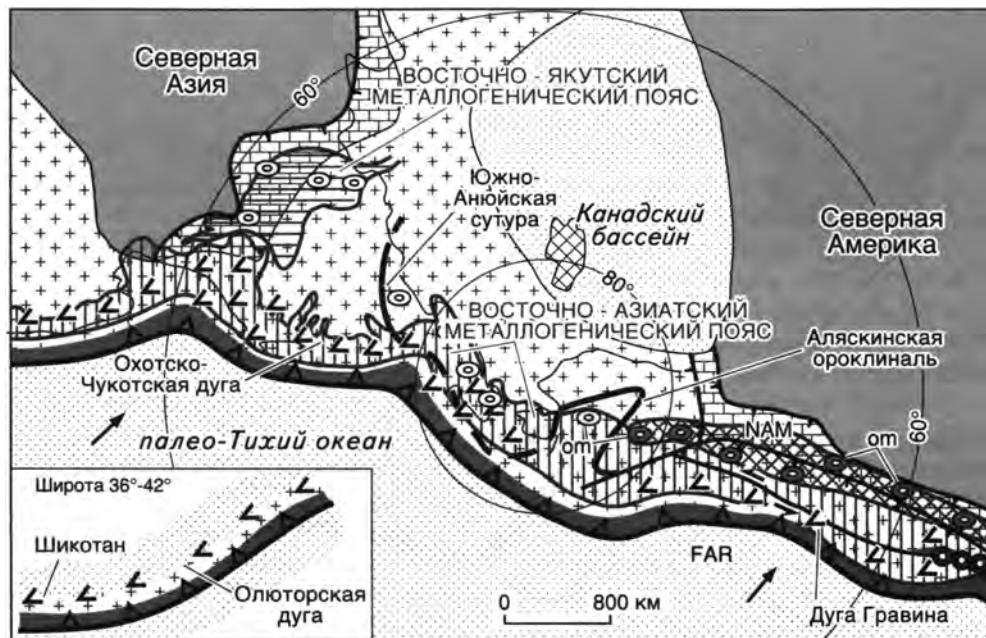 Северная
Азия
60°
ВОСТОЧНО - ЯКУТСКИЙ
МЕТАЛЛОГЕНИЧЕСКИЙ ПОЯС
Южно-
Анюйская
сутура
Канадский
бассейн
Северная
Америка
80°
ВОСТОЧНО - АЗИАТСКИЙ
МЕТАЛЛОГЕНИЧЕСКИЙ ПОЯС
Аляскинская
ороклиналь
Охотско-
Чукотская дуга
палео-Тихий океан
от
NAM
от
60°
Широта 36°-42°
Шикотан
Олюторская
дуга
FAR
0 800 км
Дуга Гравина